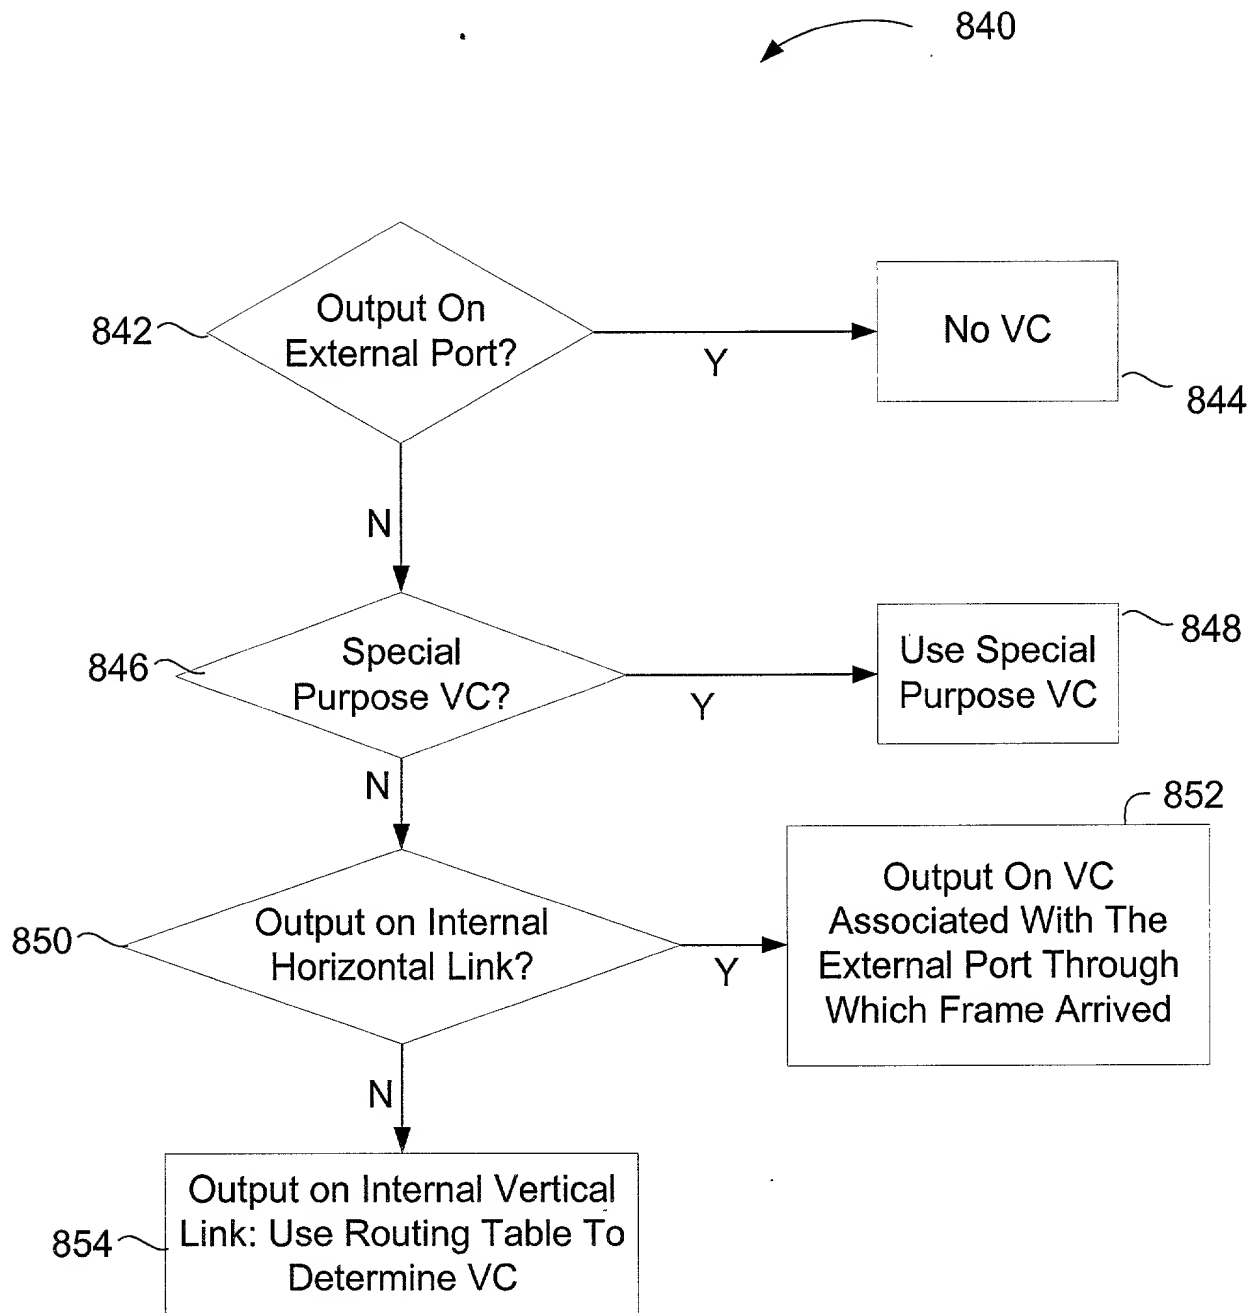 840
842
Output On
External Port?
Y
No VC
844
N
846
Special
Purpose VC?
Y
Use Special
Purpose VC
848
N
850
Output on Internal
Horizontal Link?
Y
852
Output On VC
Associated With The
External Port Through
Which Frame Arrived
N
854
Output on Internal Vertical
Link: Use Routing Table To
Determine VC